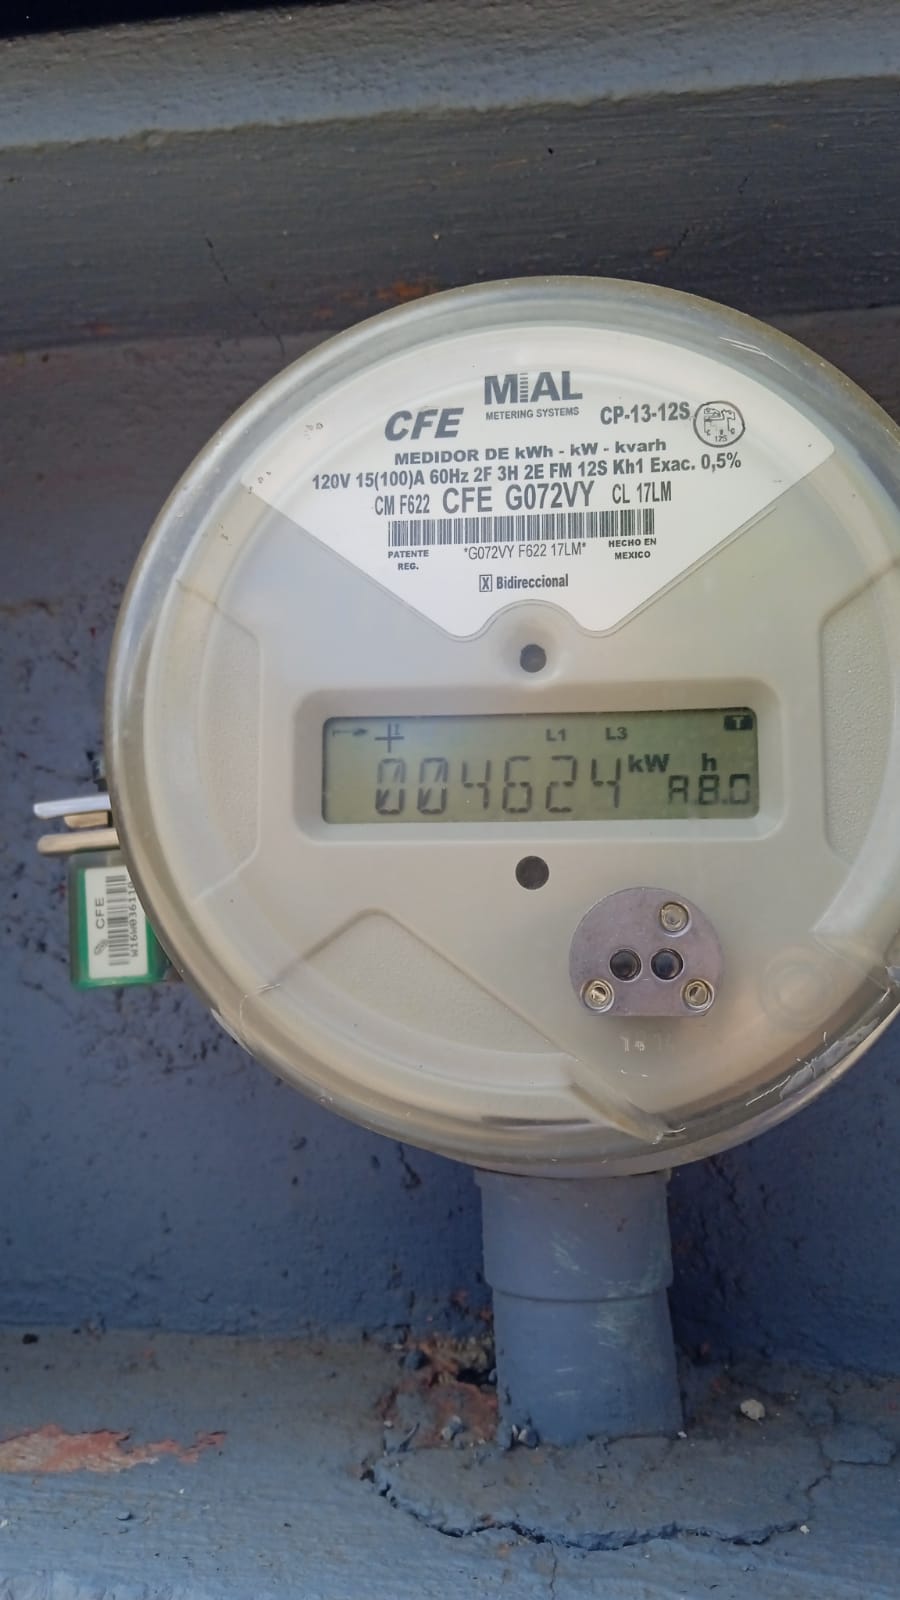 MIAL
METERING SYSTEMS
CFE
CP-13-12S
12S
MEDIDOR DE kWh - kW - kvarh
120V 15(100)A 60Hz 2F 3H 2E FM 12S Kh1 Exac. 0,5%
CM F622 CFE G072VY CL 17LM
PATENTE REG.
*G072VY F622 17LM*
HECHO EN MEXICO
X Bidireccional
L1 L3 T
004624 kW h A.B.0
CFE